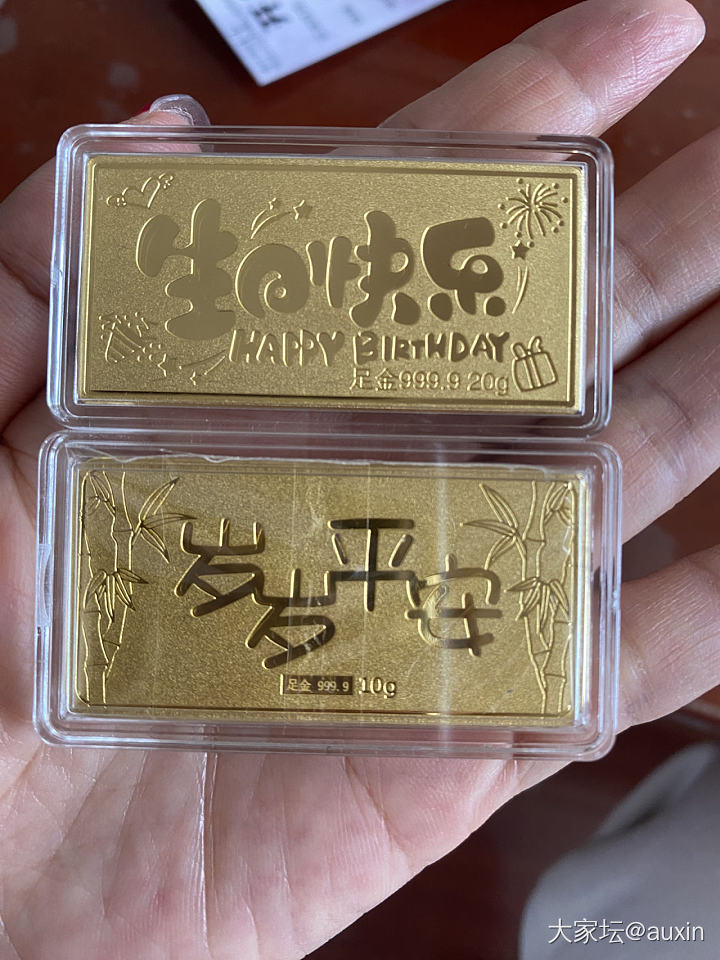 生日快乐
HAPPY BIRTHDAY
足金999.9 20g
岁岁平安
足金 999.9 10g
大家坛@auxin